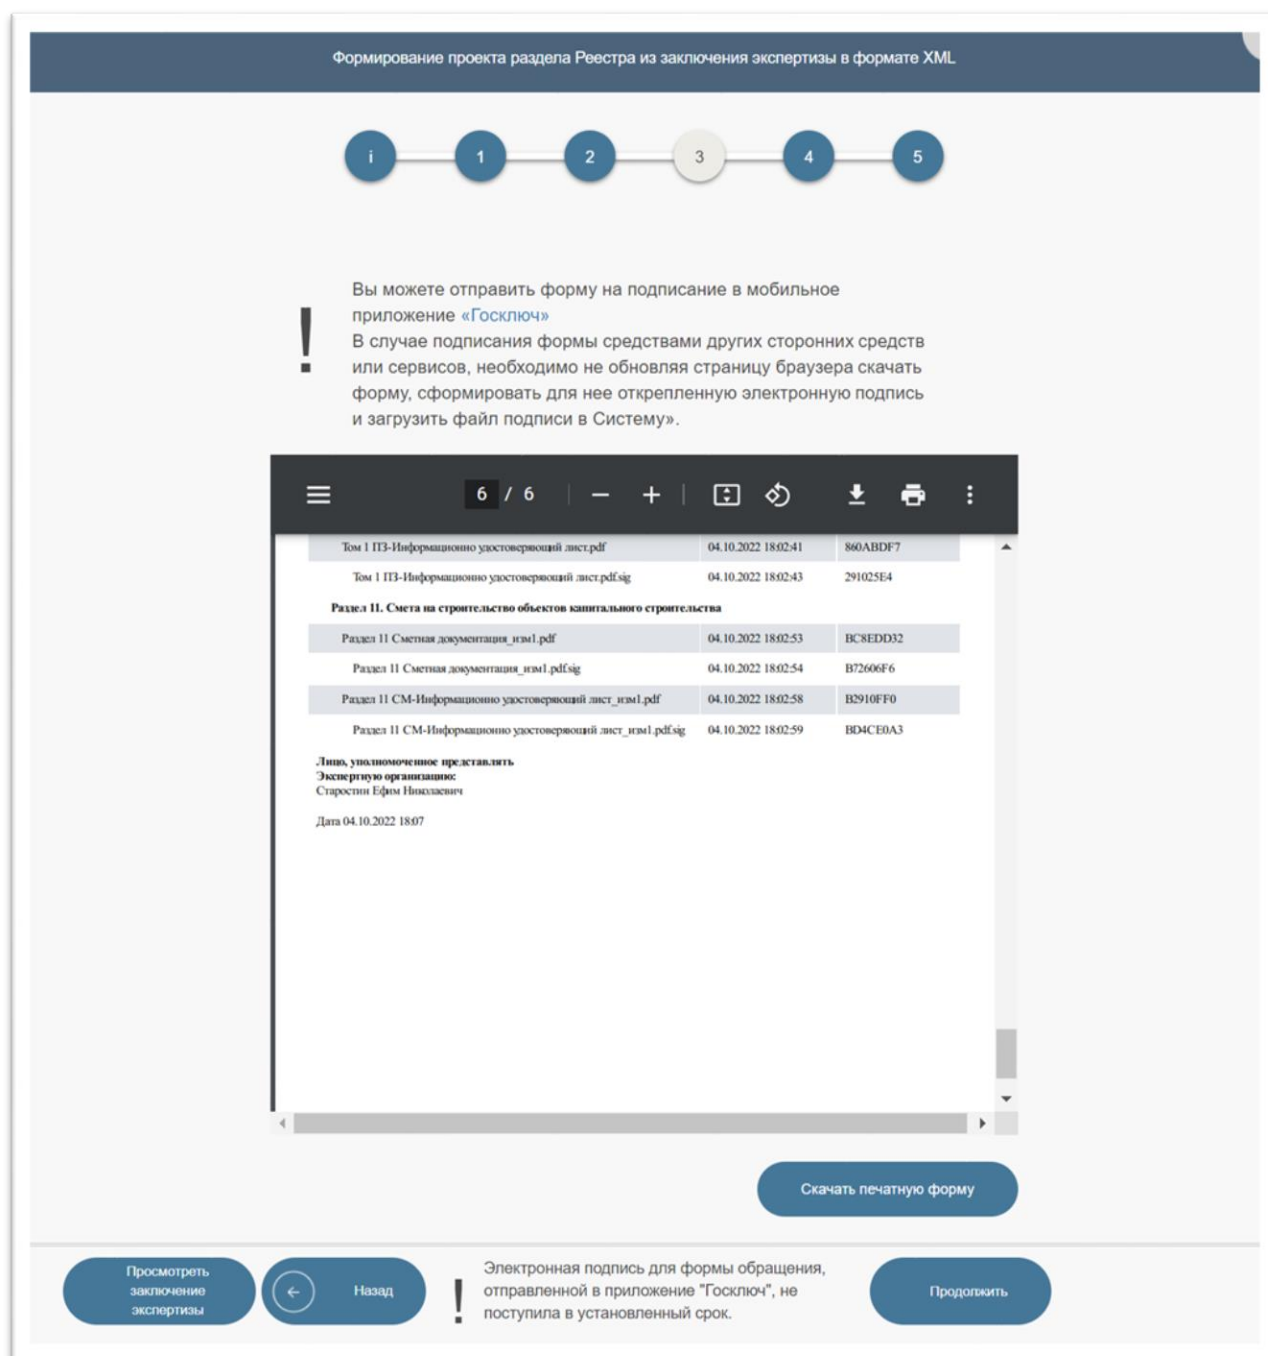 Формирование проекта раздела Реестра из заключения экспертизы в формате XML
i 1 2 3 4 5
Вы можете отправить форму на подписание в мобильное
приложение «Госключ»
В случае подписания формы средствами других сторонних средств
или сервисов, необходимо не обновляя страницу браузера скачать
форму, сформировать для нее открепленную электронную подпись
и загрузить файл подписи в Систему».
6 / 6
Том 1 ПЗ-Информационно удостоверяющий лист.pdf 04.10.2022 18:02:41 860ABDF7
Том 1 ПЗ-Информационно удостоверяющий лист.pdf.sig 04.10.2022 18:02:43 291025E4
Раздел 11. Смета на строительство объектов капитального строительства
Раздел 11 Сметная документация_изм1.pdf 04.10.2022 18:02:53 BC8EDD32
Раздел 11 Сметная документация_изм1.pdf.sig 04.10.2022 18:02:54 B72606F6
Раздел 11 СМ-Информационно удостоверяющий лист_изм1.pdf 04.10.2022 18:02:58 B2910FF0
Раздел 11 СМ-Информационно удостоверяющий лист_изм1.pdf.sig 04.10.2022 18:02:59 BD4CE0A3
Лицо, уполномоченное представлять
Экспертную организацию:
Старостин Ефим Николаевич
Дата 04.10.2022 18:07
Скачать печатную форму
Просмотреть
заключение
экспертизы
Назад
Электронная подпись для формы обращения,
отправленной в приложение "Госключ", не
поступила в установленный срок.
Продолжить